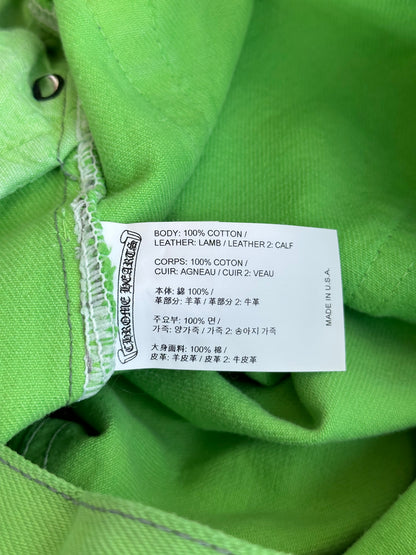 BODY: 100% COTTON /
LEATHER: LAMB / LEATHER 2: CALF
CORPS: 100% COTON /
CUIR: AGNEAU / CUIR 2: VEAU
本体: 綿 100% /
革部分: 羊革 / 革部分 2: 牛革
주요부: 100% 면 /
가죽: 양가죽 / 가죽 2: 송아지 가죽
大身面料: 100% 棉 /
皮革: 羊皮革 / 皮革 2: 牛皮革
CHROME HEARTS
MADE IN U.S.A.